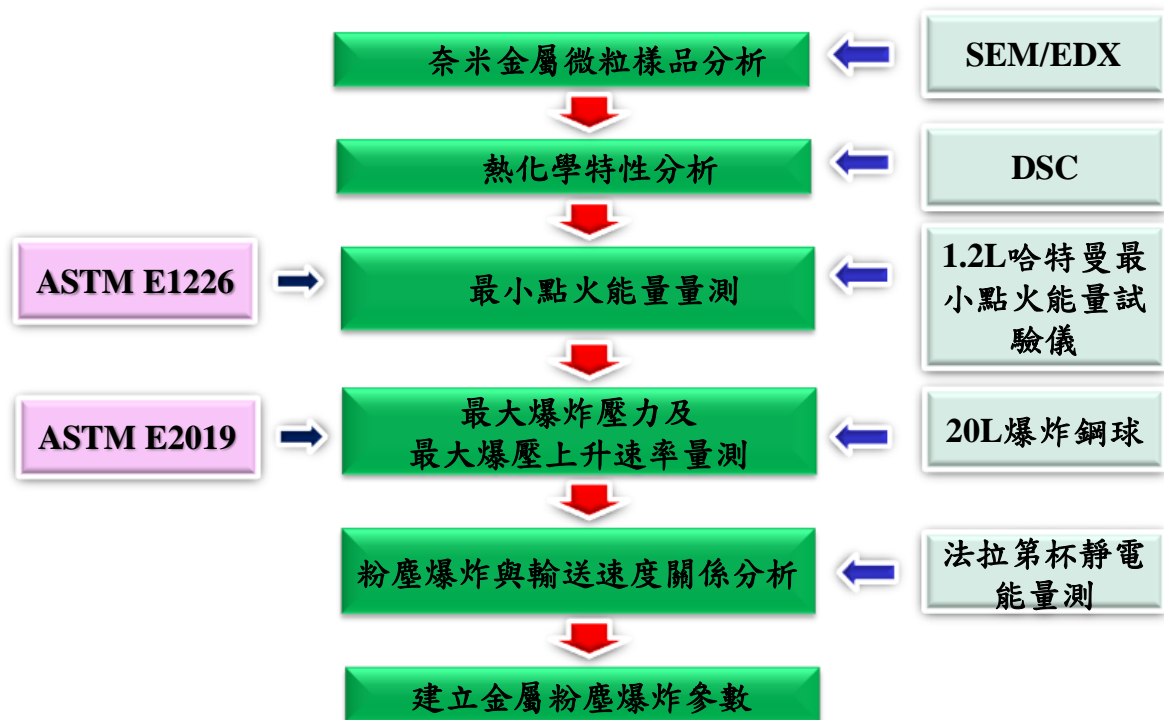 奈米金屬微粒樣品分析
SEM/EDX
熱化學特性分析
DSC
ASTM E1226
最小點火能量量測
1.2L哈特曼最
小點火能量試
驗儀
ASTM E2019
最大爆炸壓力及
最大爆壓上升速率量測
20L爆炸鋼球
粉塵爆炸與輸送速度關係分析
法拉第杯靜電
能量測
建立金屬粉塵爆炸參數